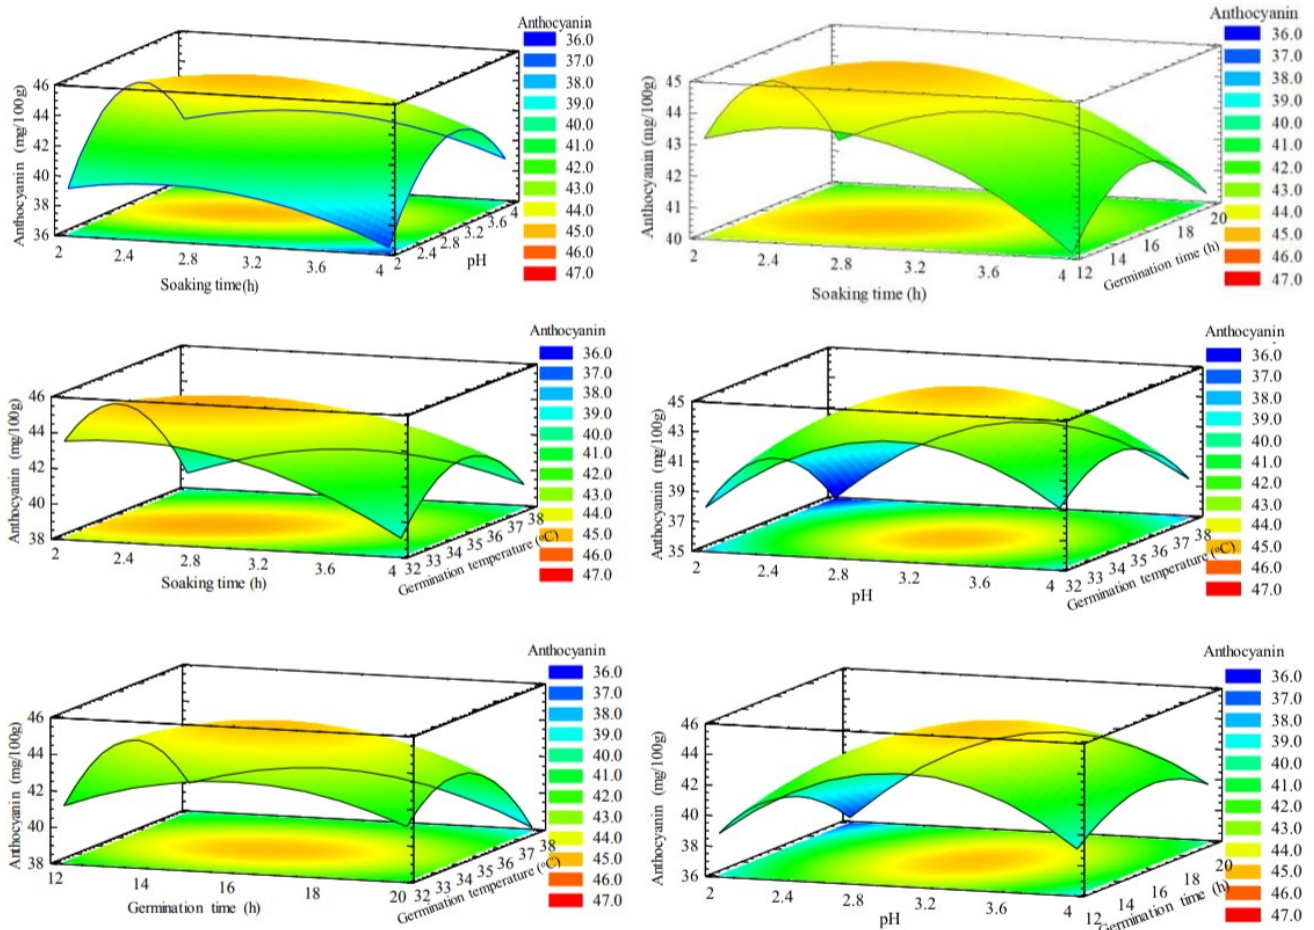 Anthocyanin
36.0
37.0
38.0
39.0
40.0
41.0
42.0
43.0
44.0
45.0
46.0
47.0
Anthocyanin (mg/100g)
46
44
42
40
38
36
2 2.4 2.8 3.2 3.6 4
Soaking time(h)
2 2.4 2.8 3.2 3.6 4
pH
Anthocyanin
36.0
37.0
38.0
39.0
40.0
41.0
42.0
43.0
44.0
45.0
46.0
47.0
Anthocyanin (mg/100g)
45
44
43
42
41
40
2 2.4 2.8 3.2 3.6 4
Soaking time (h)
12 14 16 18 20
Germination time (h)
Anthocyanin
36.0
37.0
38.0
39.0
40.0
41.0
42.0
43.0
44.0
45.0
46.0
47.0
Anthocyanin (mg/100g)
46
44
42
40
38
2 2.4 2.8 3.2 3.6 4
Soaking time (h)
32 33 34 35 36 37 38
Germination temperature (°C)
Anthocyanin
36.0
37.0
38.0
39.0
40.0
41.0
42.0
43.0
44.0
45.0
46.0
47.0
Anthocyanin (mg/100g)
45
43
41
39
37
35
2 2.4 2.8 3.2 3.6 4
pH
32 33 34 35 36 37 38
Germination temperature (°C)
Anthocyanin
36.0
37.0
38.0
39.0
40.0
41.0
42.0
43.0
44.0
45.0
46.0
47.0
Anthocyanin (mg/100g)
46
44
42
40
38
12 14 16 18 20
Germination time (h)
32 33 34 35 36 37 38
Germination temperature (°C)
Anthocyanin
36.0
37.0
38.0
39.0
40.0
41.0
42.0
43.0
44.0
45.0
46.0
47.0
Anthocyanin (mg/100g)
46
44
42
40
38
36
2 2.4 2.8 3.2 3.6 4
pH
12 14 16 18 20
Germination time (h)